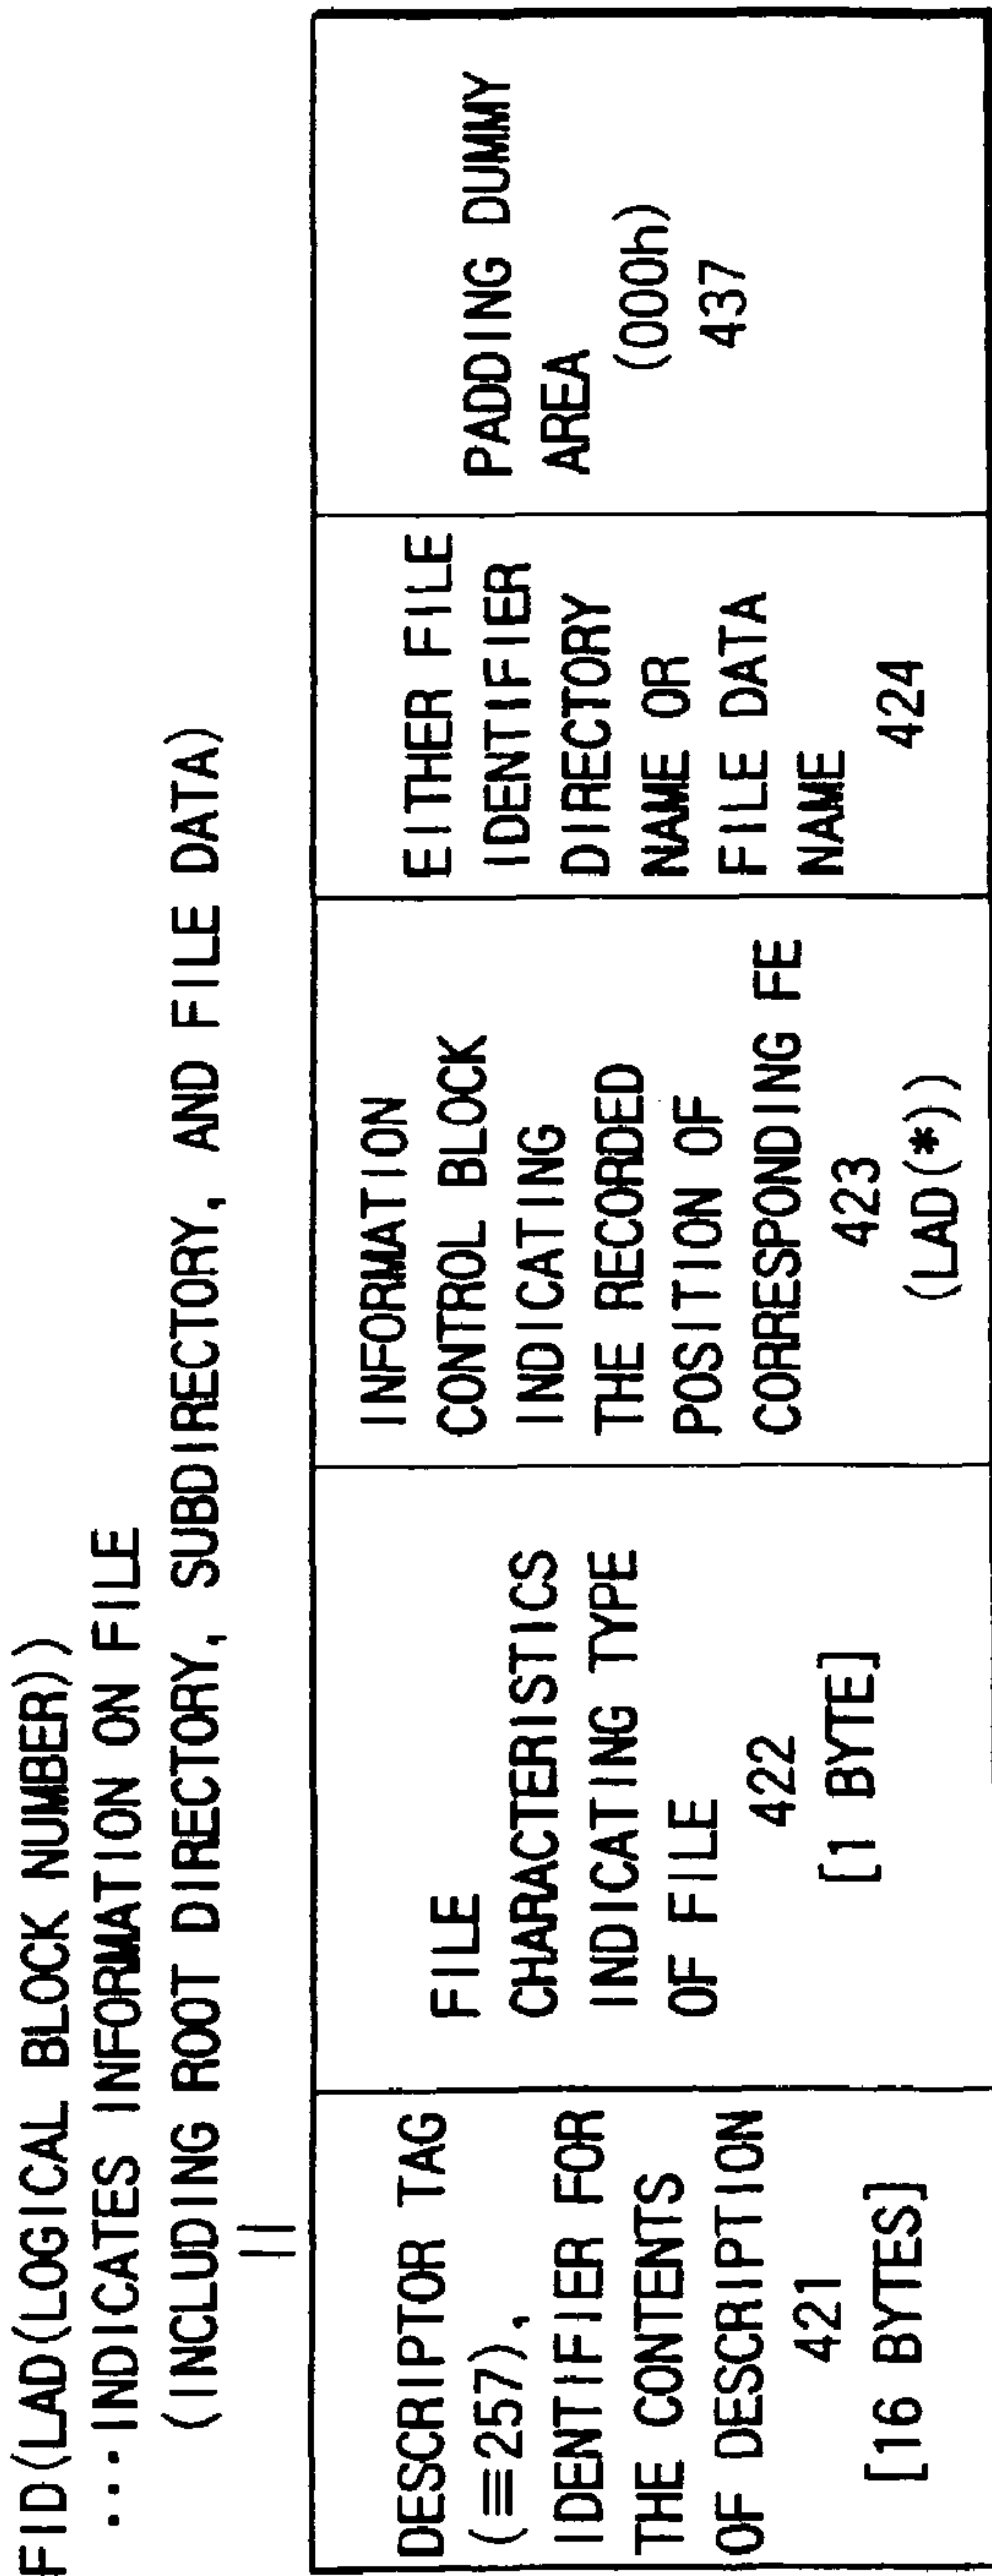 FID(LAD(LOGICAL BLOCK NUMBER))
···INDICATES INFORMATION ON FILE
(INCLUDING ROOT DIRECTORY, SUBDIRECTORY, AND FILE DATA)
||
DESCRIPTOR TAG
(≡257),
IDENTIFIER FOR
THE CONTENTS
OF DESCRIPTION
421
[16 BYTES]
FILE
CHARACTERISTICS
INDICATING TYPE
OF FILE
422
[1 BYTE]
INFORMATION
CONTROL BLOCK
INDICATING
THE RECORDED
POSITION OF
CORRESPONDING FE
423
(LAD(*))
EITHER FILE
IDENTIFIER
DIRECTORY
NAME OR
FILE DATA
NAME
424
PADDING DUMMY
AREA
(000h)
437